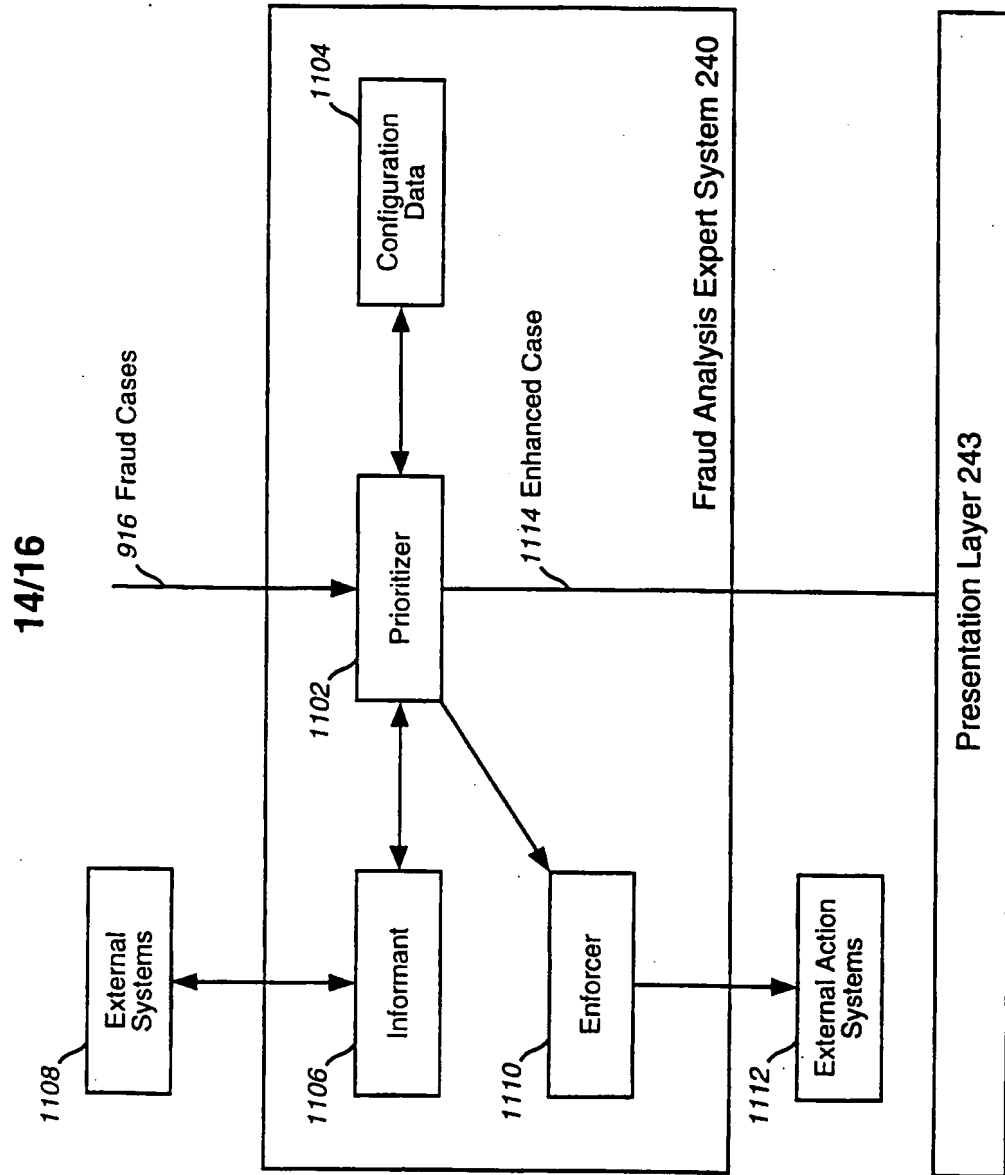 14/16
916 Fraud Cases
1108
External
Systems
1104
Configuration
Data
1102
Prioritizer
1106
Informant
1114 Enhanced Case
1110
Enforcer
Fraud Analysis Expert System 240
1112
External Action
Systems
Presentation Layer 243